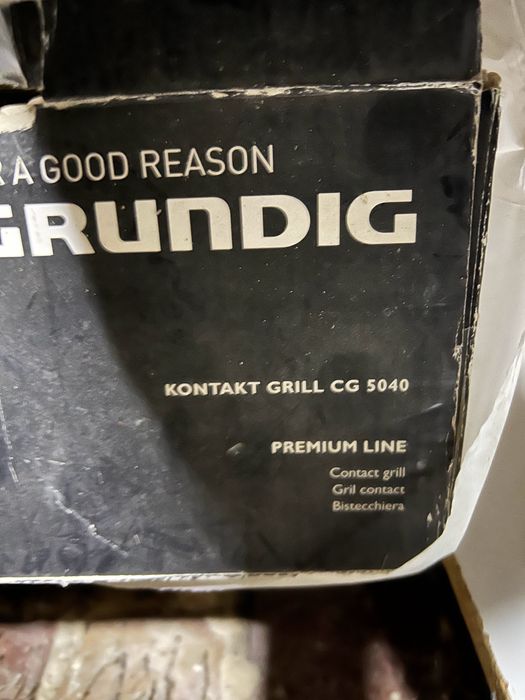 A GOOD REASON
GRUNDIG
KONTAKT GRILL CG 5040
PREMIUM LINE
Contact grill
Gril contact
Bistecchiera